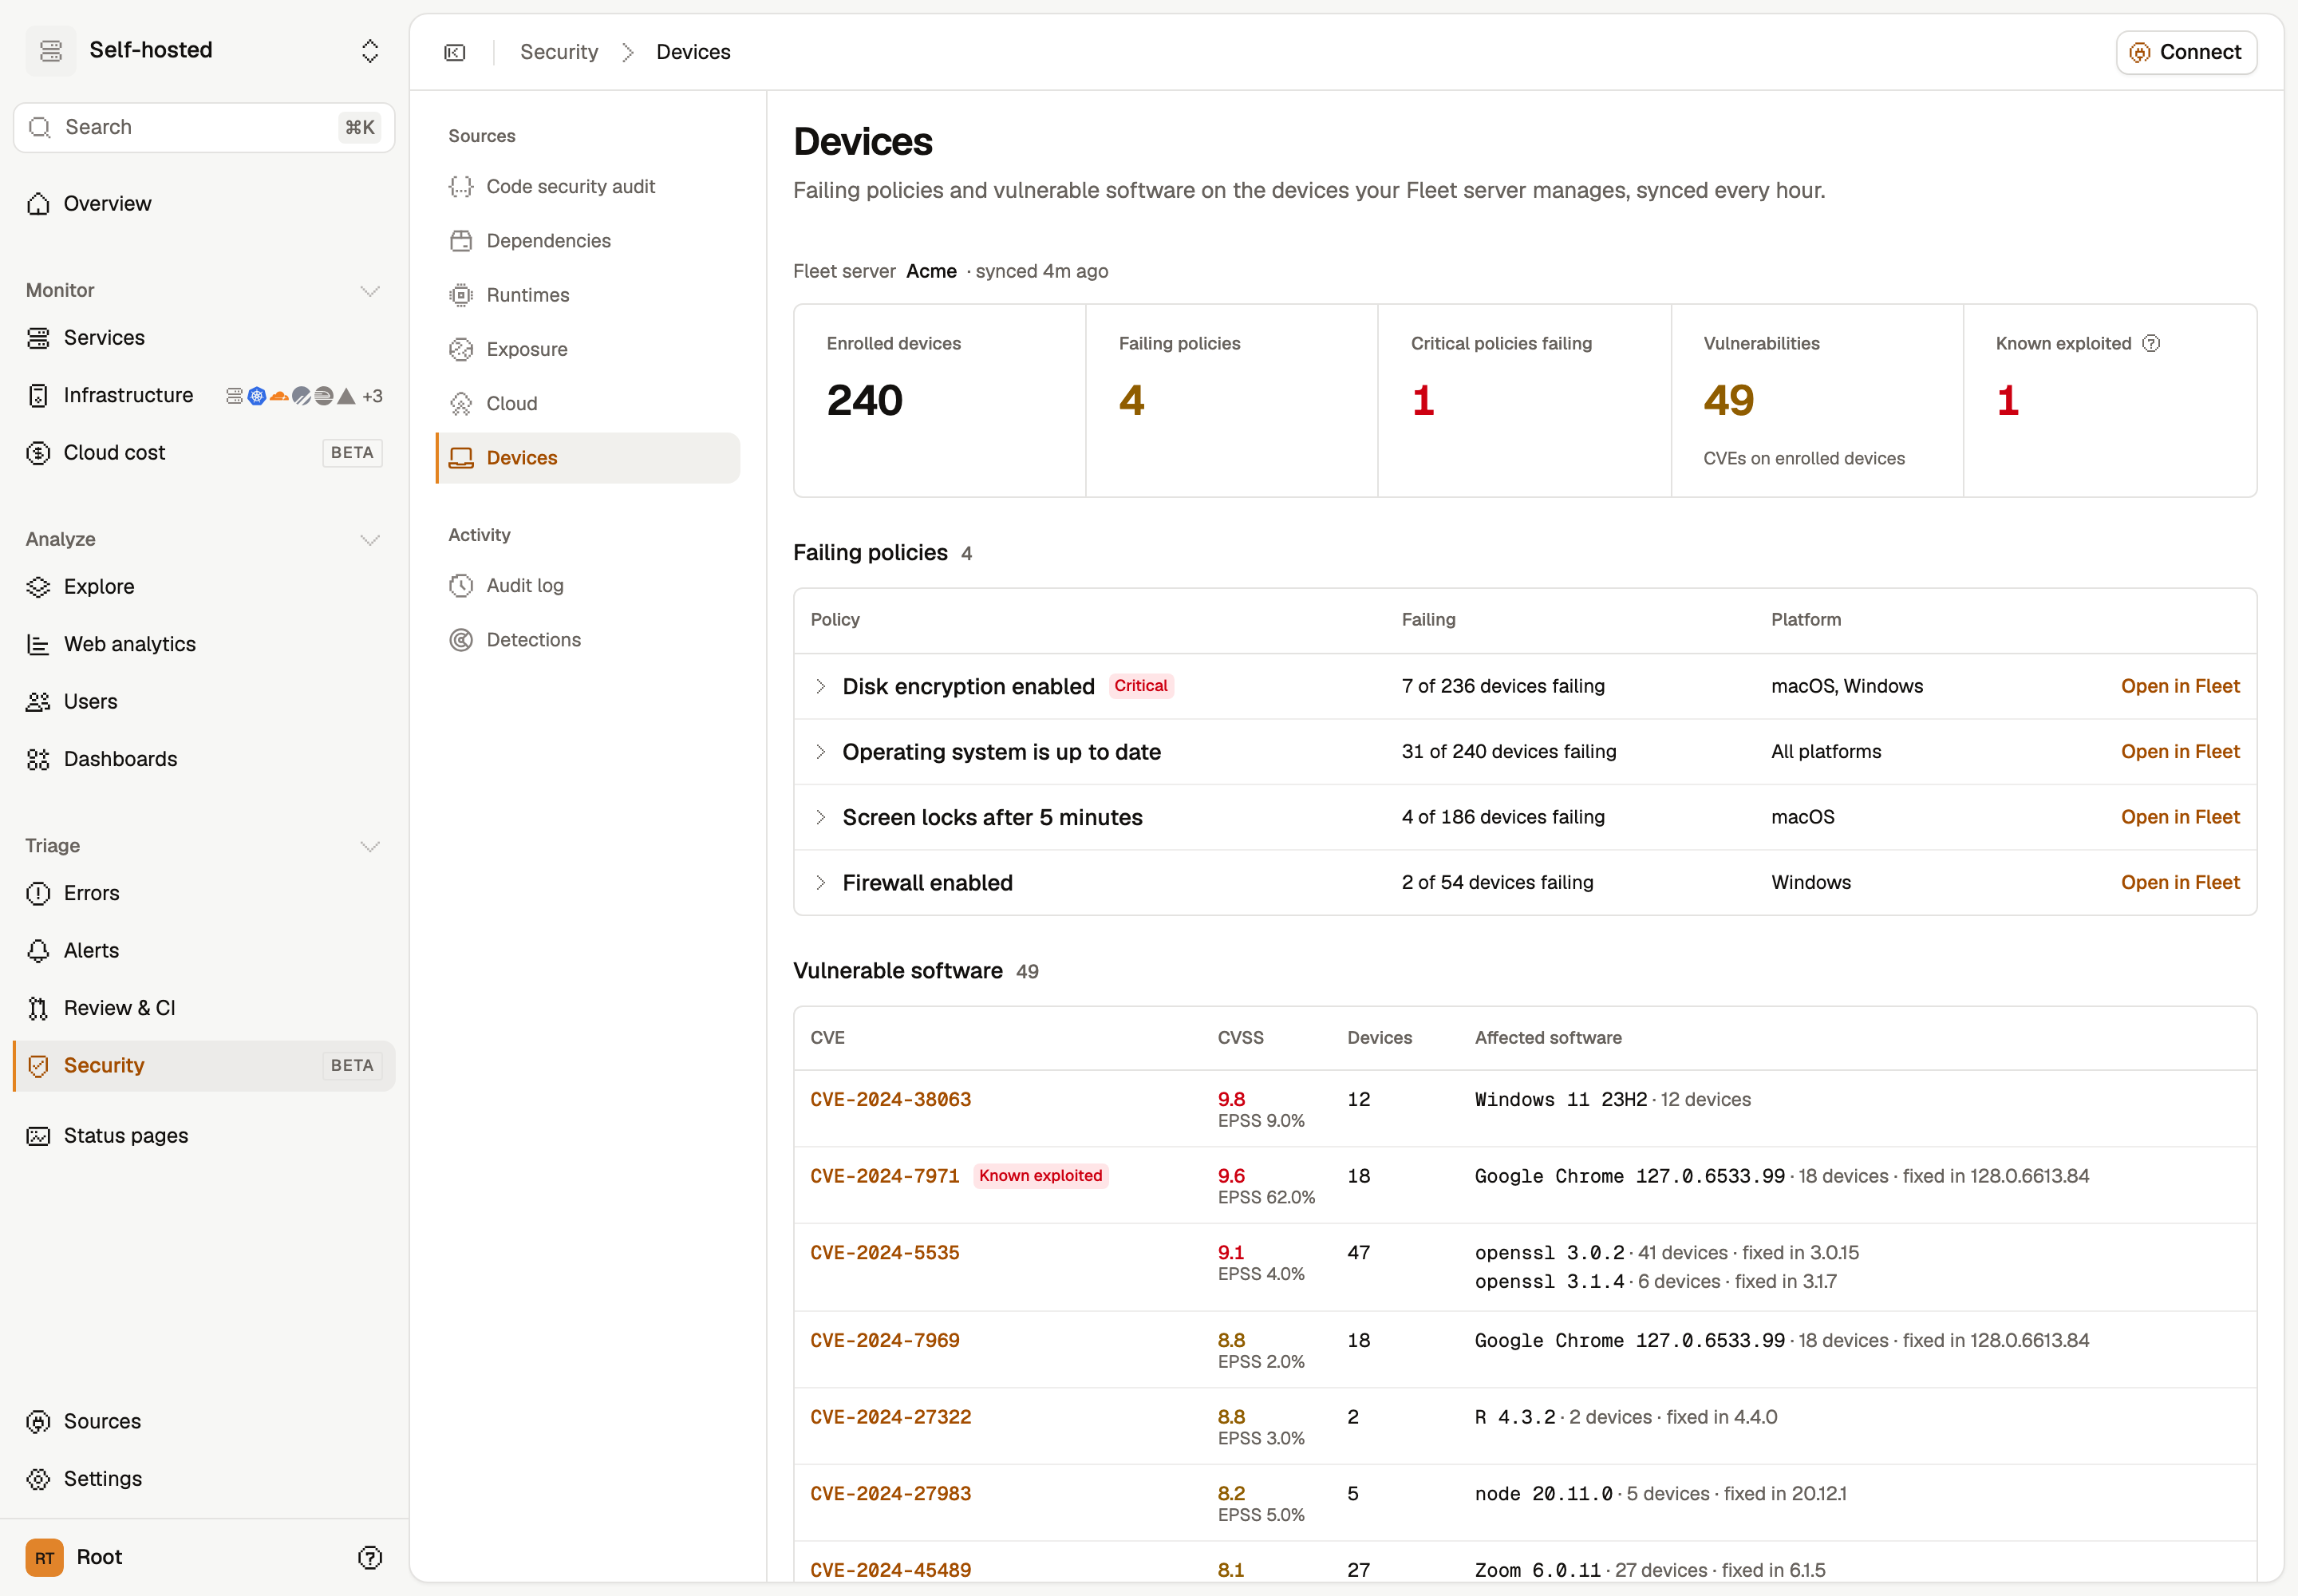 Self-hosted
Search ⌘K
Overview
Monitor
Services
Infrastructure +3
Cloud cost BETA
Analyze
Explore
Web analytics
Users
Dashboards
Triage
Errors
Alerts
Review & CI
Security BETA
Status pages
Sources
Settings
RT Root
Security Devices
Connect
Sources
Code security audit
Dependencies
Runtimes
Exposure
Cloud
Devices
Activity
Audit log
Detections
Devices
Failing policies and vulnerable software on the devices your Fleet server manages, synced every hour.
Fleet server Acme · synced 4m ago
Enrolled devices
240
Failing policies
4
Critical policies failing
1
Vulnerabilities
49
CVEs on enrolled devices
Known exploited
1
Failing policies 4
Policy Failing Platform
Disk encryption enabled Critical 7 of 236 devices failing macOS, Windows Open in Fleet
Operating system is up to date 31 of 240 devices failing All platforms Open in Fleet
Screen locks after 5 minutes 4 of 186 devices failing macOS Open in Fleet
Firewall enabled 2 of 54 devices failing Windows Open in Fleet
Vulnerable software 49
CVE CVSS Devices Affected software
CVE-2024-38063 9.8 12 Windows 11 23H2 · 12 devices
EPSS 9.0%
CVE-2024-7971 Known exploited 9.6 18 Google Chrome 127.0.6533.99 · 18 devices · fixed in 128.0.6613.84
EPSS 62.0%
CVE-2024-5535 9.1 47 openssl 3.0.2 · 41 devices · fixed in 3.0.15
EPSS 4.0% openssl 3.1.4 · 6 devices · fixed in 3.1.7
CVE-2024-7969 8.8 18 Google Chrome 127.0.6533.99 · 18 devices · fixed in 128.0.6613.84
EPSS 2.0%
CVE-2024-27322 8.8 2 R 4.3.2 · 2 devices · fixed in 4.4.0
EPSS 3.0%
CVE-2024-27983 8.2 5 node 20.11.0 · 5 devices · fixed in 20.12.1
EPSS 5.0%
CVE-2024-45489 8.1 27 Zoom 6.0.11 · 27 devices · fixed in 6.1.5